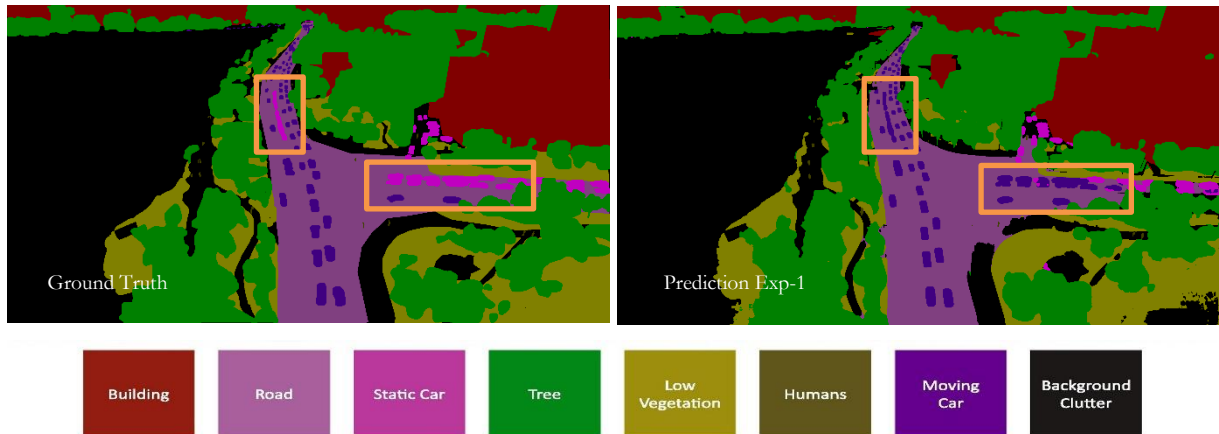 Ground Truth
Prediction Exp-1
Building
Road
Static Car
Tree
Low
Vegetation
Humans
Moving
Car
Background
Clutter